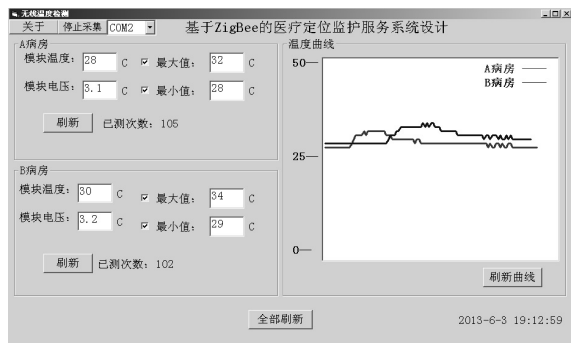 无线温度检测
关于 停止采集 COM2 基于ZigBee的医疗定位监护服务系统设计
A病房
模块温度: 28 C 最大值: 32 C
模块电压: 3.1 C 最小值: 28 C
刷新 已测次数: 105
B病房
模块温度: 30 C 最大值: 34 C
模块电压: 3.2 C 最小值: 29 C
刷新 已测次数: 102
温度曲线
50—
A病房
B病房
25—
0—
刷新曲线
全部刷新
2013-6-3 19:12:59